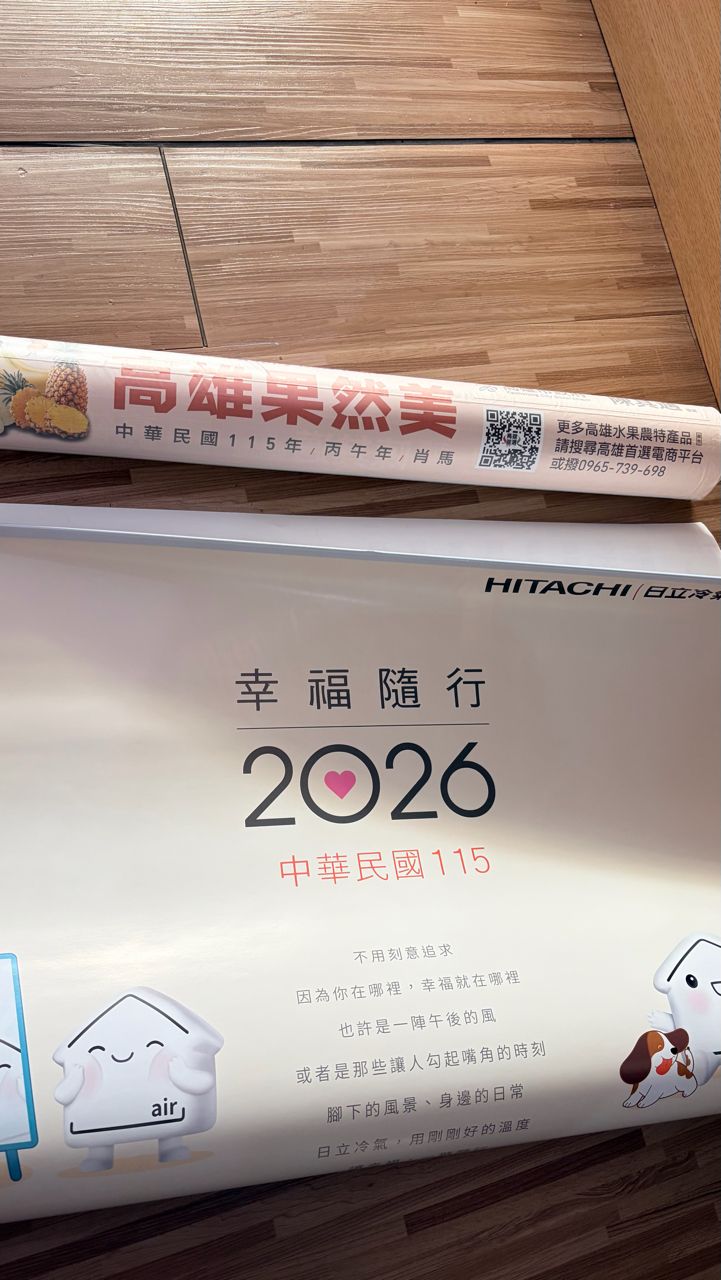 高雄果然美
中華民國115年/丙午年/肖馬
更多高雄水果農特產品
請搜尋高雄首選電商平台
或撥0965-739-698
HITACHI/日立冷氣
幸福隨行
2026
中華民國115
不用刻意追求
因為你在哪裡，幸福就在哪裡
也許是一陣午後的風
或者是那些讓人勾起嘴角的時刻
腳下的風景、身邊的日常
日立冷氣，用剛剛好的溫度
air